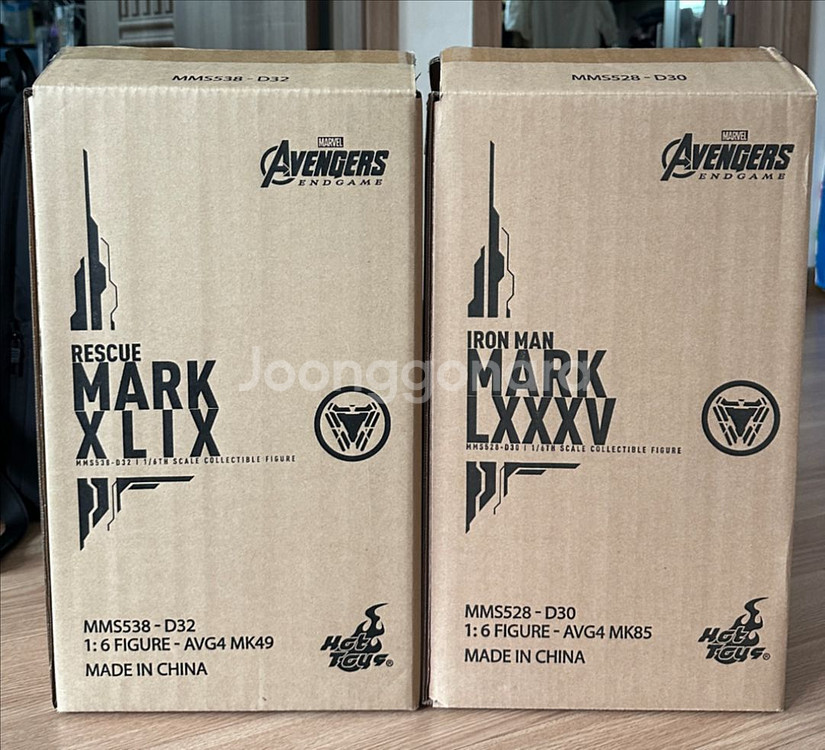 MMS538 - D32
MARVEL
AVENGERS
ENDGAME
RESCUE
MARK
XLIX
MMS538-D32 | 1/6TH SCALE COLLECTIBLE FIGURE
MMS538 - D32
1: 6 FIGURE - AVG4 MK49
MADE IN CHINA
Hot Toys®
MMS528 - D30
MARVEL
AVENGERS
ENDGAME
IRON MAN
MARK
LXXXV
MMS528-D30 | 1/6TH SCALE COLLECTIBLE FIGURE
MMS528 - D30
1: 6 FIGURE - AVG4 MK85
MADE IN CHINA
Hot Toys®
Joonggonara